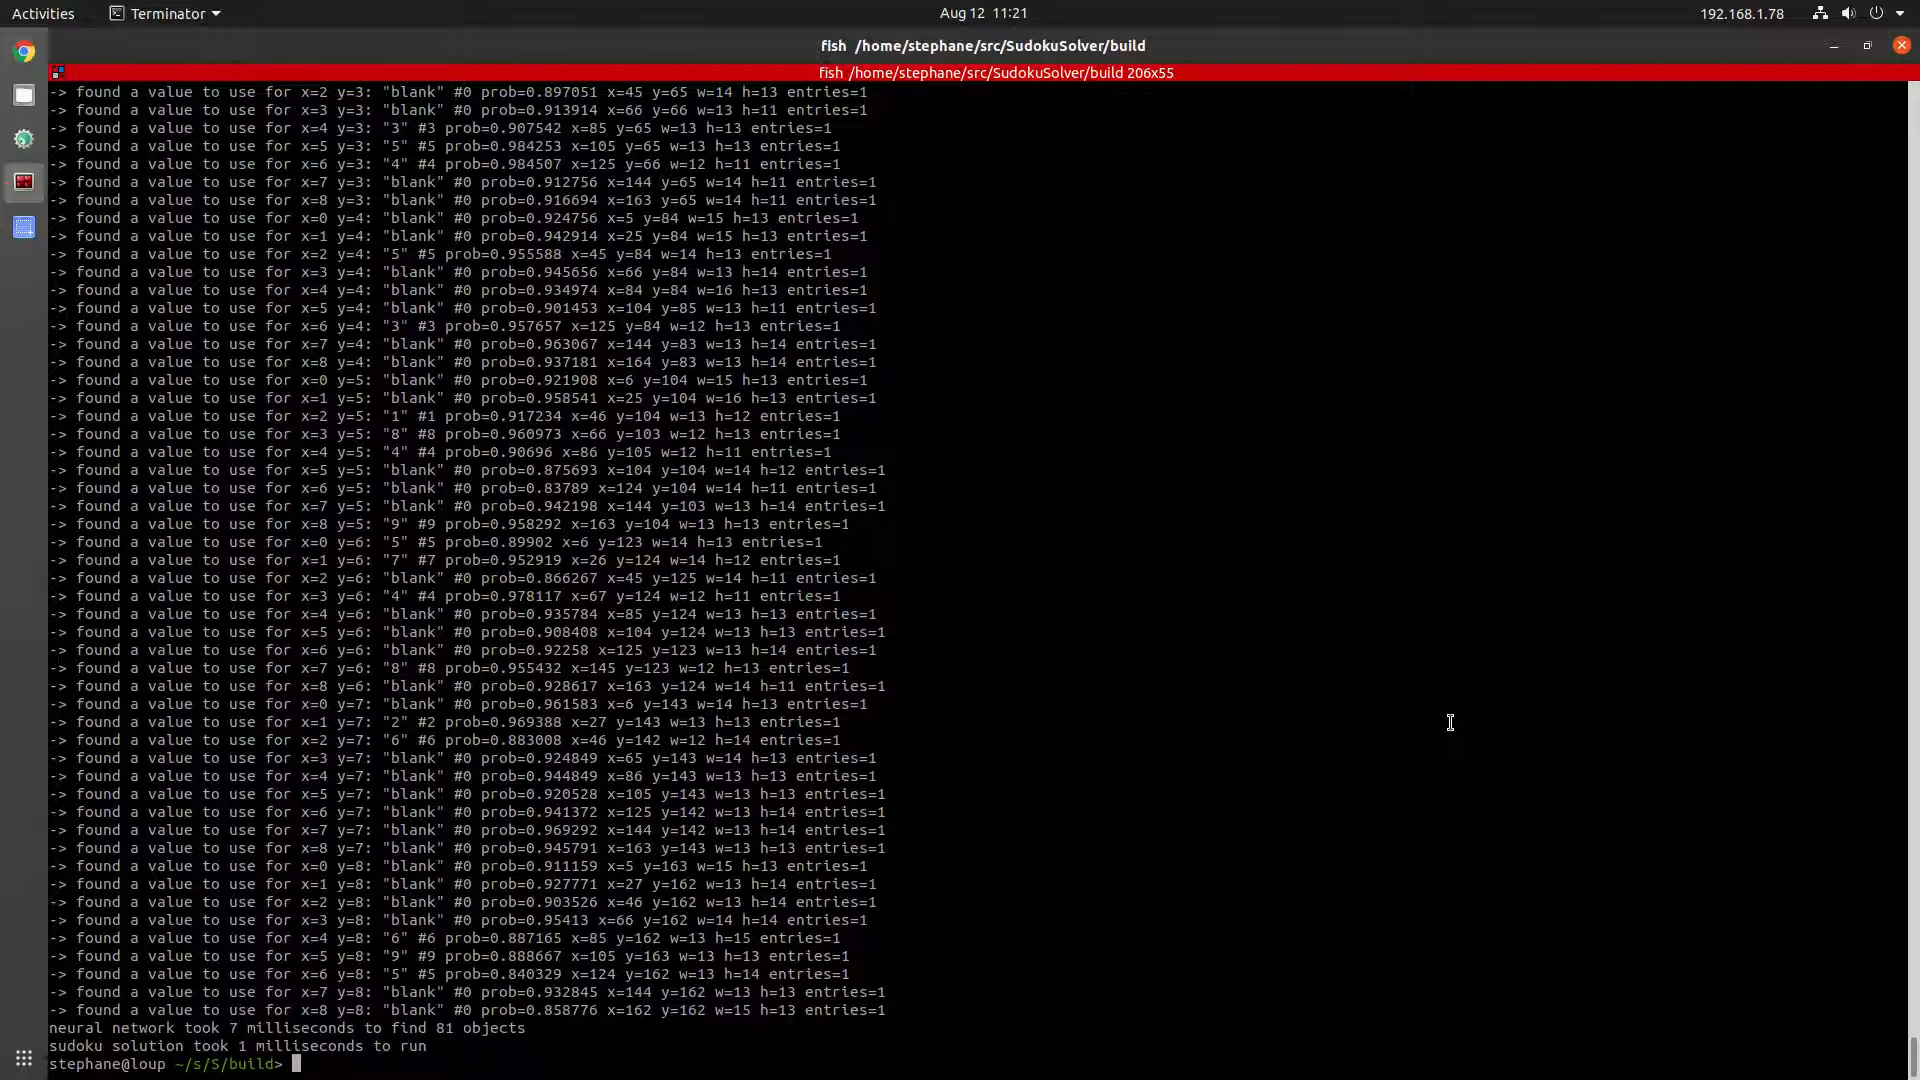 Activities
Terminator
Aug 12 11:21
192.168.1.78
fish /home/stephane/src/SudokuSolver/build
fish /home/stephane/src/SudokuSolver/build 206x55
-> found a value to use for x=2 y=3: "blank" #0 prob=0.897051 x=45 y=65 w=14 h=13 entries=1
-> found a value to use for x=3 y=3: "blank" #0 prob=0.913914 x=66 y=66 w=13 h=11 entries=1
-> found a value to use for x=4 y=3: "3" #3 prob=0.907542 x=85 y=65 w=13 h=13 entries=1
-> found a value to use for x=5 y=3: "5" #5 prob=0.984253 x=105 y=65 w=13 h=13 entries=1
-> found a value to use for x=6 y=3: "4" #4 prob=0.984507 x=125 y=66 w=12 h=11 entries=1
-> found a value to use for x=7 y=3: "blank" #0 prob=0.912756 x=144 y=65 w=14 h=11 entries=1
-> found a value to use for x=8 y=3: "blank" #0 prob=0.916694 x=163 y=65 w=14 h=11 entries=1
-> found a value to use for x=0 y=4: "blank" #0 prob=0.924756 x=5 y=84 w=15 h=13 entries=1
-> found a value to use for x=1 y=4: "blank" #0 prob=0.942914 x=25 y=84 w=15 h=13 entries=1
-> found a value to use for x=2 y=4: "5" #5 prob=0.955588 x=45 y=84 w=14 h=13 entries=1
-> found a value to use for x=3 y=4: "blank" #0 prob=0.945656 x=66 y=84 w=13 h=14 entries=1
-> found a value to use for x=4 y=4: "blank" #0 prob=0.934974 x=84 y=84 w=16 h=13 entries=1
-> found a value to use for x=5 y=4: "blank" #0 prob=0.901453 x=104 y=85 w=13 h=11 entries=1
-> found a value to use for x=6 y=4: "3" #3 prob=0.957657 x=125 y=84 w=12 h=13 entries=1
-> found a value to use for x=7 y=4: "blank" #0 prob=0.963067 x=144 y=83 w=13 h=14 entries=1
-> found a value to use for x=8 y=4: "blank" #0 prob=0.937181 x=164 y=83 w=13 h=14 entries=1
-> found a value to use for x=0 y=5: "blank" #0 prob=0.921908 x=6 y=104 w=15 h=13 entries=1
-> found a value to use for x=1 y=5: "blank" #0 prob=0.958541 x=25 y=104 w=16 h=13 entries=1
-> found a value to use for x=2 y=5: "1" #1 prob=0.917234 x=46 y=104 w=13 h=12 entries=1
-> found a value to use for x=3 y=5: "8" #8 prob=0.960973 x=66 y=103 w=12 h=13 entries=1
-> found a value to use for x=4 y=5: "4" #4 prob=0.90696 x=86 y=105 w=12 h=11 entries=1
-> found a value to use for x=5 y=5: "blank" #0 prob=0.875693 x=104 y=104 w=14 h=12 entries=1
-> found a value to use for x=6 y=5: "blank" #0 prob=0.83789 x=124 y=104 w=14 h=11 entries=1
-> found a value to use for x=7 y=5: "blank" #0 prob=0.942198 x=144 y=103 w=13 h=14 entries=1
-> found a value to use for x=8 y=5: "9" #9 prob=0.958292 x=163 y=104 w=13 h=13 entries=1
-> found a value to use for x=0 y=6: "5" #5 prob=0.89902 x=6 y=123 w=14 h=13 entries=1
-> found a value to use for x=1 y=6: "7" #7 prob=0.952919 x=26 y=124 w=14 h=12 entries=1
-> found a value to use for x=2 y=6: "blank" #0 prob=0.866267 x=45 y=125 w=14 h=11 entries=1
-> found a value to use for x=3 y=6: "4" #4 prob=0.978117 x=67 y=124 w=12 h=11 entries=1
-> found a value to use for x=4 y=6: "blank" #0 prob=0.935784 x=85 y=124 w=13 h=13 entries=1
-> found a value to use for x=5 y=6: "blank" #0 prob=0.908408 x=104 y=124 w=13 h=13 entries=1
-> found a value to use for x=6 y=6: "blank" #0 prob=0.92258 x=125 y=123 w=13 h=14 entries=1
-> found a value to use for x=7 y=6: "8" #8 prob=0.955432 x=145 y=123 w=12 h=13 entries=1
-> found a value to use for x=8 y=6: "blank" #0 prob=0.928617 x=163 y=124 w=14 h=11 entries=1
-> found a value to use for x=0 y=7: "blank" #0 prob=0.961583 x=6 y=143 w=14 h=13 entries=1
-> found a value to use for x=1 y=7: "2" #2 prob=0.969388 x=27 y=143 w=13 h=13 entries=1
-> found a value to use for x=2 y=7: "6" #6 prob=0.883008 x=46 y=142 w=12 h=14 entries=1
-> found a value to use for x=3 y=7: "blank" #0 prob=0.924849 x=65 y=143 w=14 h=13 entries=1
-> found a value to use for x=4 y=7: "blank" #0 prob=0.944849 x=86 y=143 w=13 h=13 entries=1
-> found a value to use for x=5 y=7: "blank" #0 prob=0.920528 x=105 y=143 w=13 h=13 entries=1
-> found a value to use for x=6 y=7: "blank" #0 prob=0.941372 x=125 y=142 w=13 h=14 entries=1
-> found a value to use for x=7 y=7: "blank" #0 prob=0.969292 x=144 y=142 w=13 h=14 entries=1
-> found a value to use for x=8 y=7: "blank" #0 prob=0.945791 x=163 y=143 w=13 h=13 entries=1
-> found a value to use for x=0 y=8: "blank" #0 prob=0.911159 x=5 y=163 w=15 h=13 entries=1
-> found a value to use for x=1 y=8: "blank" #0 prob=0.927771 x=27 y=162 w=13 h=14 entries=1
-> found a value to use for x=2 y=8: "blank" #0 prob=0.903526 x=46 y=162 w=13 h=14 entries=1
-> found a value to use for x=3 y=8: "blank" #0 prob=0.95413 x=66 y=162 w=14 h=14 entries=1
-> found a value to use for x=4 y=8: "6" #6 prob=0.887165 x=85 y=162 w=13 h=15 entries=1
-> found a value to use for x=5 y=8: "9" #9 prob=0.888667 x=105 y=163 w=13 h=13 entries=1
-> found a value to use for x=6 y=8: "5" #5 prob=0.840329 x=124 y=162 w=13 h=14 entries=1
-> found a value to use for x=7 y=8: "blank" #0 prob=0.932845 x=144 y=162 w=13 h=13 entries=1
-> found a value to use for x=8 y=8: "blank" #0 prob=0.858776 x=162 y=162 w=15 h=13 entries=1
neural network took 7 milliseconds to find 81 objects
sudoku solution took 1 milliseconds to run
stephane@loup ~/s/S/build>